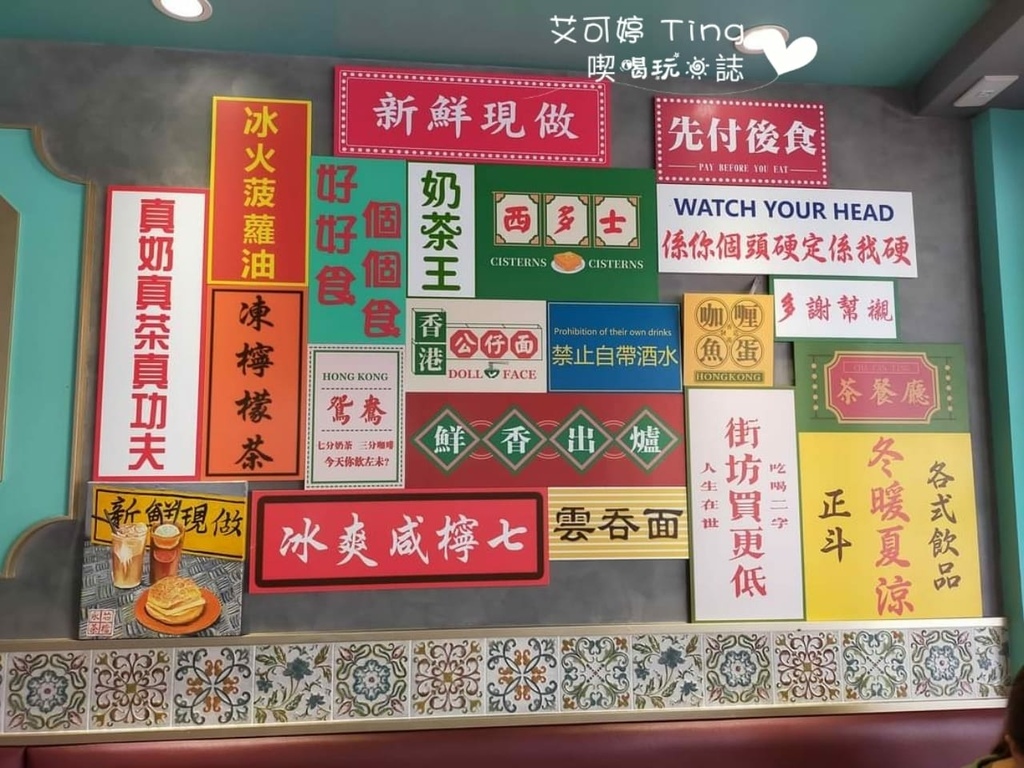 艾可婷 Ting
喫喝玩樂誌
新鮮現做
先付後食
PAY BEFORE YOU EAT
冰火菠蘿油
真奶真茶真功夫
好好食
個個食
奶茶王
西多士
CISTERNS
CISTERNS
WATCH YOUR HEAD
係你個頭硬定係我硬
凍檸檬茶
HONG KONG
鴛鴦
七分奶茶 三分咖啡
今天你飲左未?
香港
公仔面
DOLL FACE
Prohibition of their own drinks
禁止自帶酒水
咖喱
魚蛋
HONGKONG
多謝幫襯
茶餐廳
鮮香出爐
街坊買更低
吃喝二字
人生在世
冬暖夏涼
各式飲品
正斗
新鮮現做
冰爽咸檸七
雲吞面